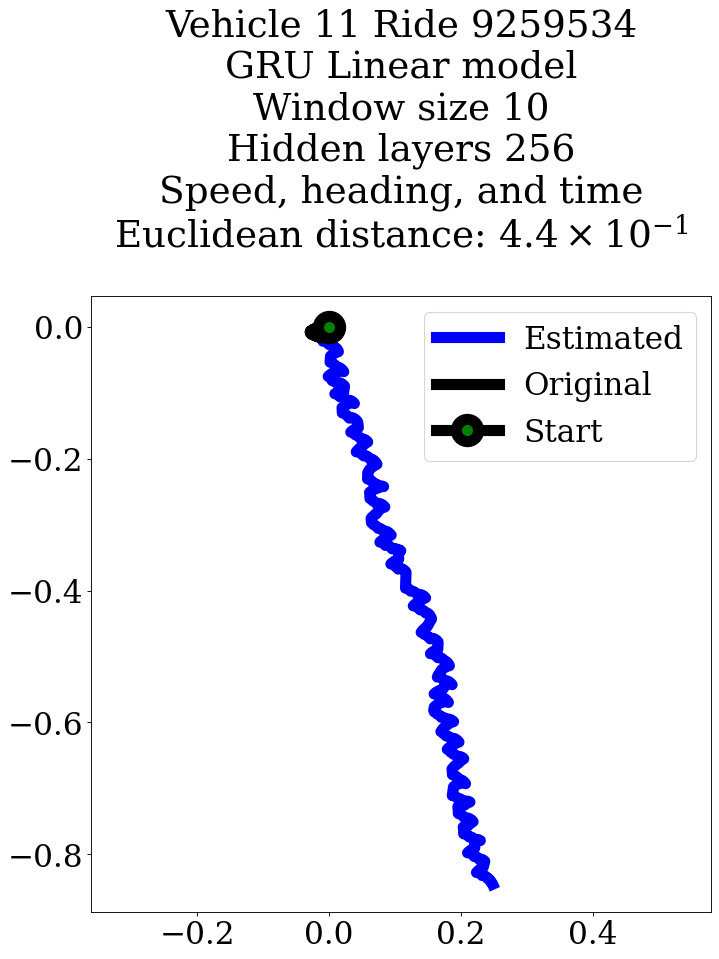 Vehicle 11 Ride 9259534
GRU Linear model
Window size 10
Hidden layers 256
Speed, heading, and time
Euclidean distance: 4.4 × 10⁻¹
Estimated
Original
Start
0.0
−0.2
−0.4
−0.6
−0.8
−0.2 0.0 0.2 0.4